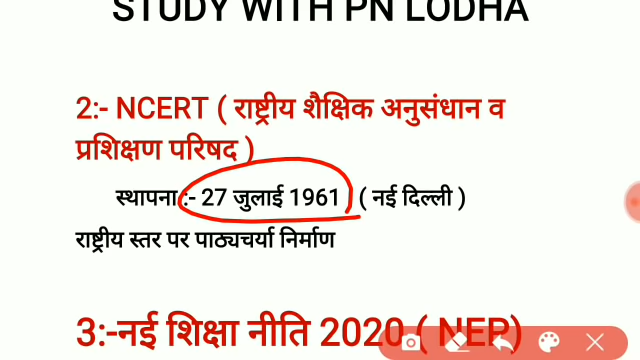 STUDY WITH PN LODHA
2:- NCERT ( राष्ट्रीय शैक्षिक अनुसंधान व
प्रशिक्षण परिषद )
स्थापना :- 27 जुलाई 1961 ( नई दिल्ली )
राष्ट्रीय स्तर पर पाठ्यचर्या निर्माण
3:-नई शिक्षा नीति 2020 ( NEP)